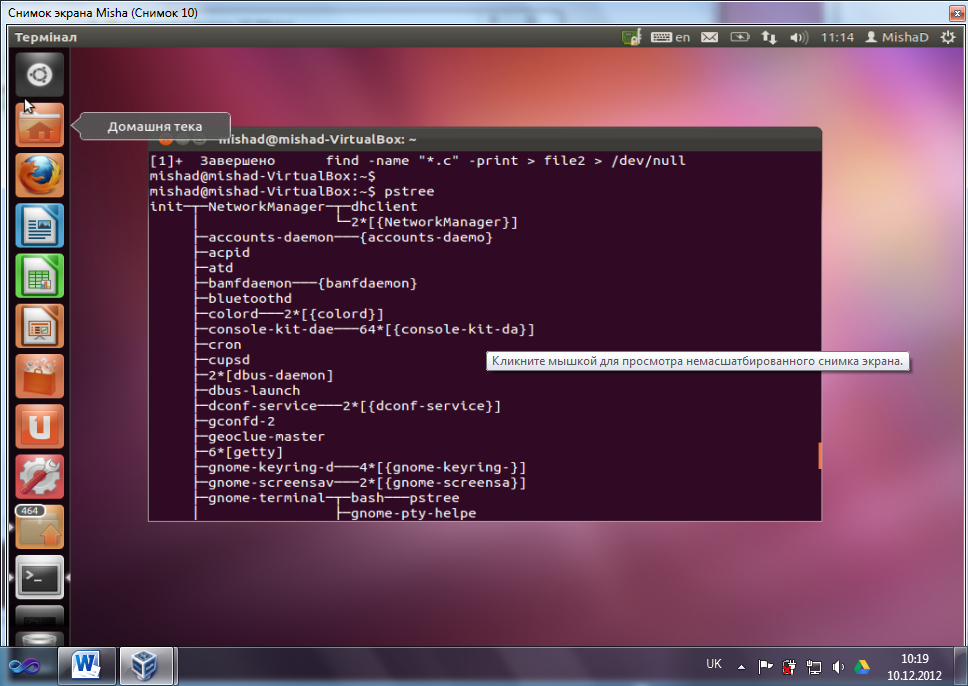 Снимок экрана Misha (Снимок 10)
Термінал
en
11:14
MishaD
Домашня тека
mishad@mishad-VirtualBox: ~
[1]+  Завершено      find -name "*.c" -print > file2 > /dev/null
mishad@mishad-VirtualBox:~$
mishad@mishad-VirtualBox:~$ pstree
init─┬─NetworkManager─┬─dhclient
     │                └─2*[{NetworkManager}]
     ├─accounts-daemon───{accounts-daemo}
     ├─acpid
     ├─atd
     ├─bamfdaemon───{bamfdaemon}
     ├─bluetoothd
     ├─colord───2*[{colord}]
     ├─console-kit-dae───64*[{console-kit-da}]
     ├─cron
     ├─cupsd
     ├─2*[dbus-daemon]
     ├─dbus-launch
     ├─dconf-service───2*[{dconf-service}]
     ├─gconfd-2
     ├─geoclue-master
     ├─6*[getty]
     ├─gnome-keyring-d───4*[{gnome-keyring-}]
     ├─gnome-screensav───2*[{gnome-screensa}]
     ├─gnome-terminal─┬─bash───pstree
     │                ├─gnome-pty-helpe
Кликните мышкой для просмотра немасштабированного снимка экрана.
464
UK
10:19
10.12.2012